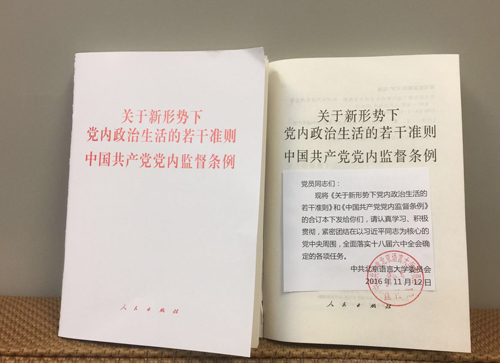 关于新形势下
党内政治生活的若干准则
中国共产党党内监督条例
人民出版社
关于新形势下
党内政治生活的若干准则
中国共产党党内监督条例
党员同志们：
现将《关于新形势下党内政治生活的
若干准则》和《中国共产党党内监督条例》
的合订本下发给你们，请认真学习、积极
贯彻，紧密团结在以习近平同志为核心的
党中央周围，全面落实十八届六中全会确
定的各项任务。
中共北京语言大学委员会
2016年11月12日
人民出版社